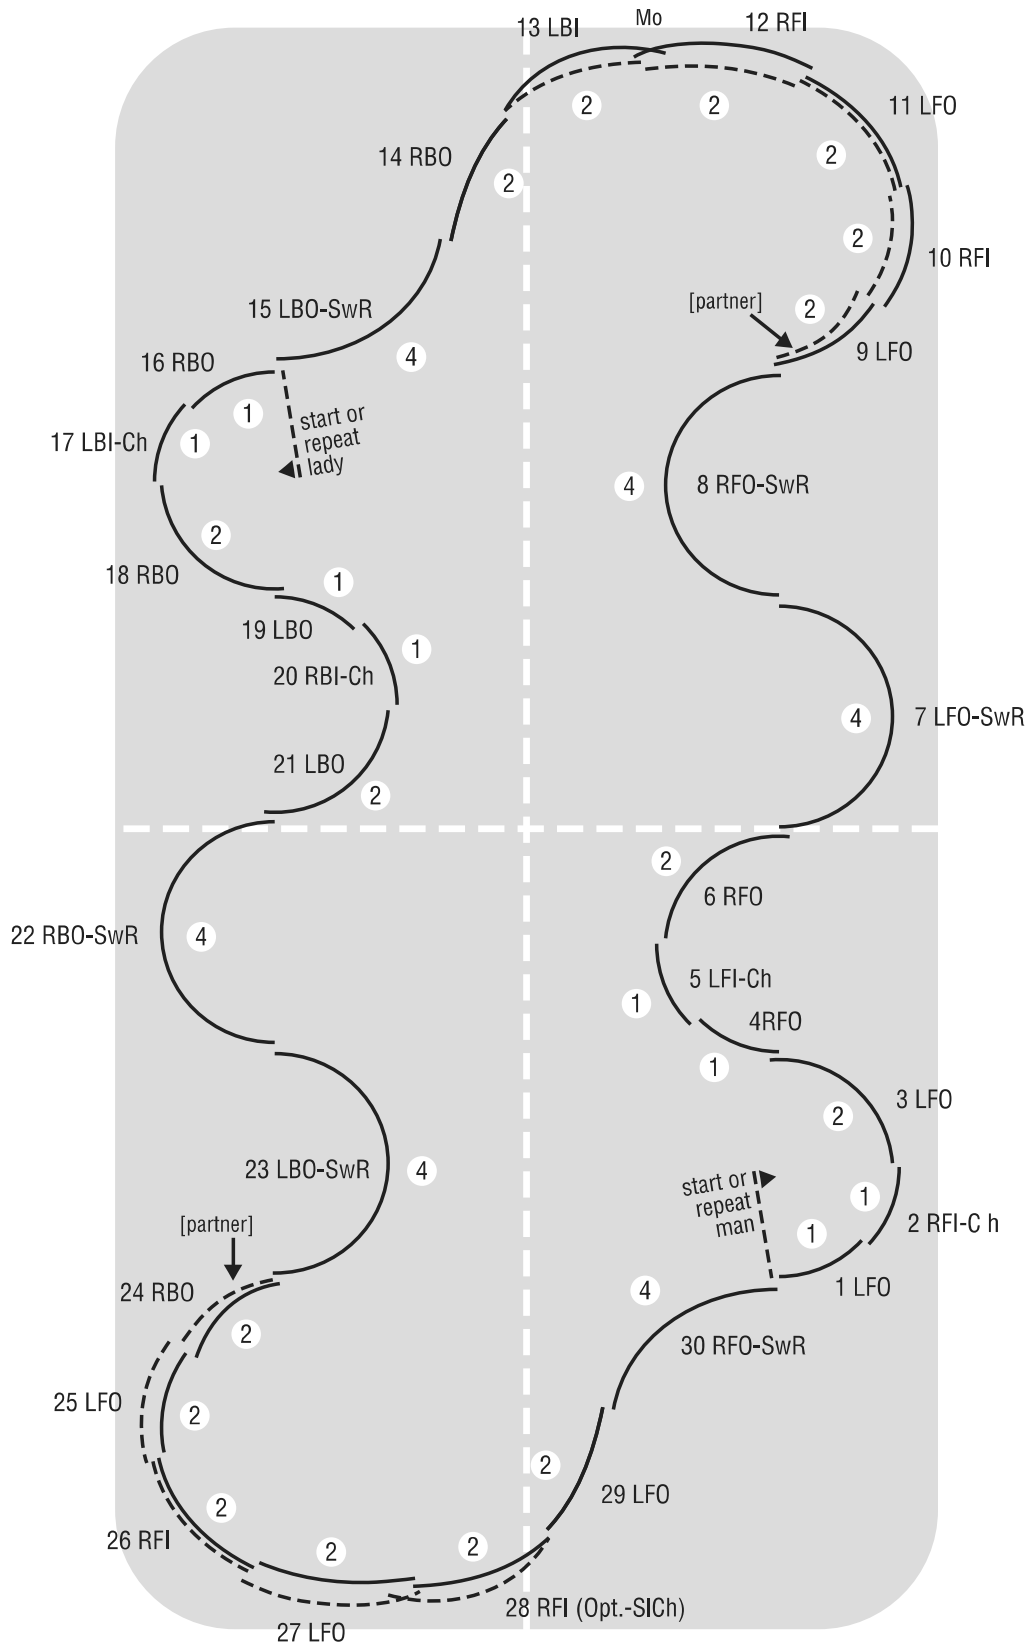 13 LBI
Mo
12 RFI
11 LFO
2
2
14 RBO
2
2
2
10 RFI
[partner]
2
15 LBO-SwR
4
9 LFO
16 RBO
1
start or
repeat
lady
17 LBI-Ch
1
4
8 RFO-SwR
2
18 RBO
1
19 LBO
1
20 RBI-Ch
4
7 LFO-SwR
21 LBO
2
2
6 RFO
22 RBO-SwR
4
5 LFI-Ch
1
4RFO
1
3 LFO
2
23 LBO-SwR
4
start or
repeat
man
1
2 RFI-C h
[partner]
1
1 LFO
24 RBO
2
4
30 RFO-SwR
25 LFO
2
2
29 LFO
26 RFI
2
2
2
28 RFI (Opt.-SlCh)
27 LFO